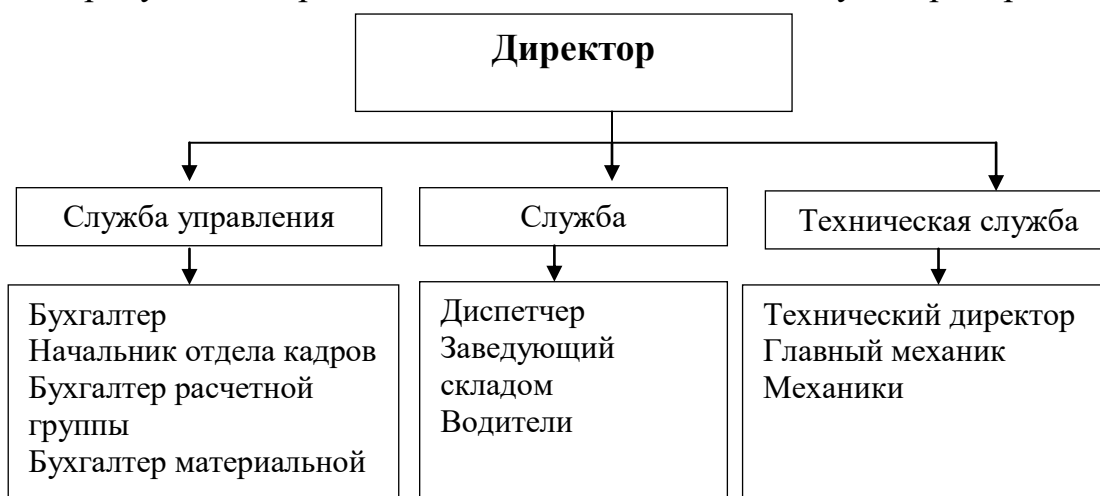 Директор
Служба управления
Служба
Техническая служба
Бухгалтер
Начальник отдела кадров
Бухгалтер расчетной
группы
Бухгалтер материальной
Диспетчер
Заведующий
складом
Водители
Технический директор
Главный механик
Механики